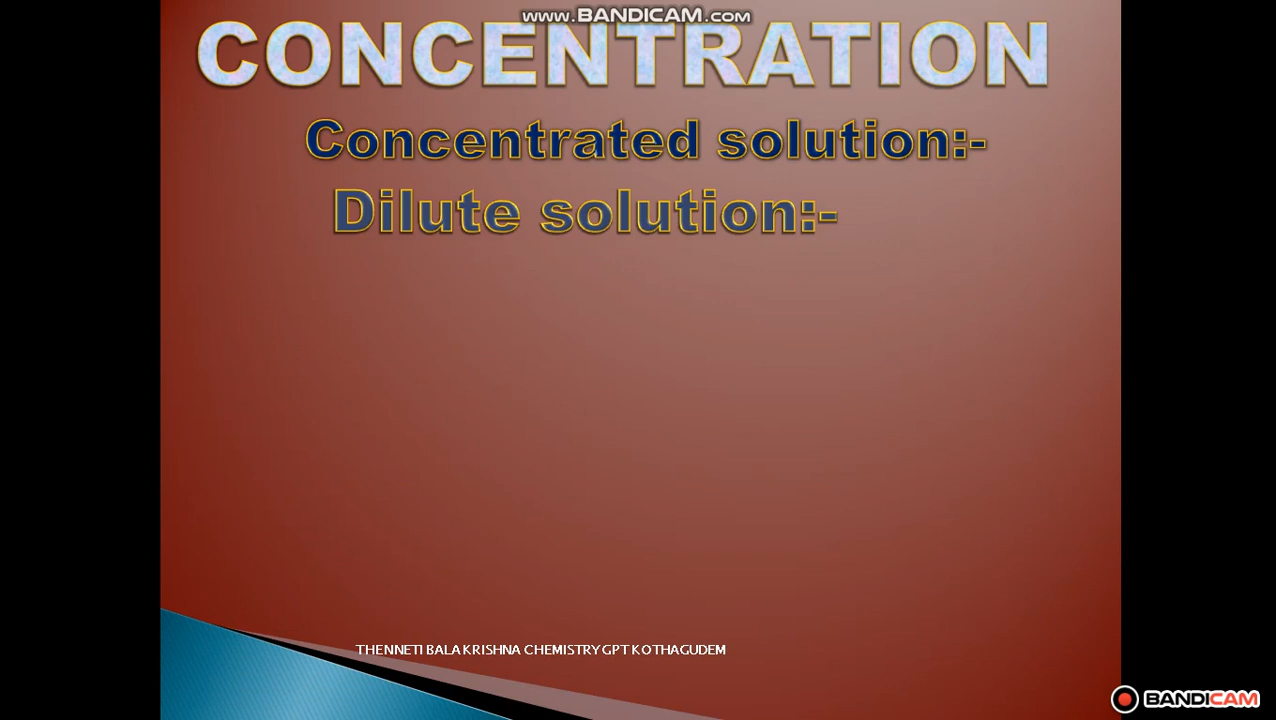 www.BANDICAM.com
CONCENTRATION
Concentrated solution:-
Dilute solution:-
THENNETI BALA KRISHNA CHEMISTRY GPT KOTHAGUDEM
BANDICAM